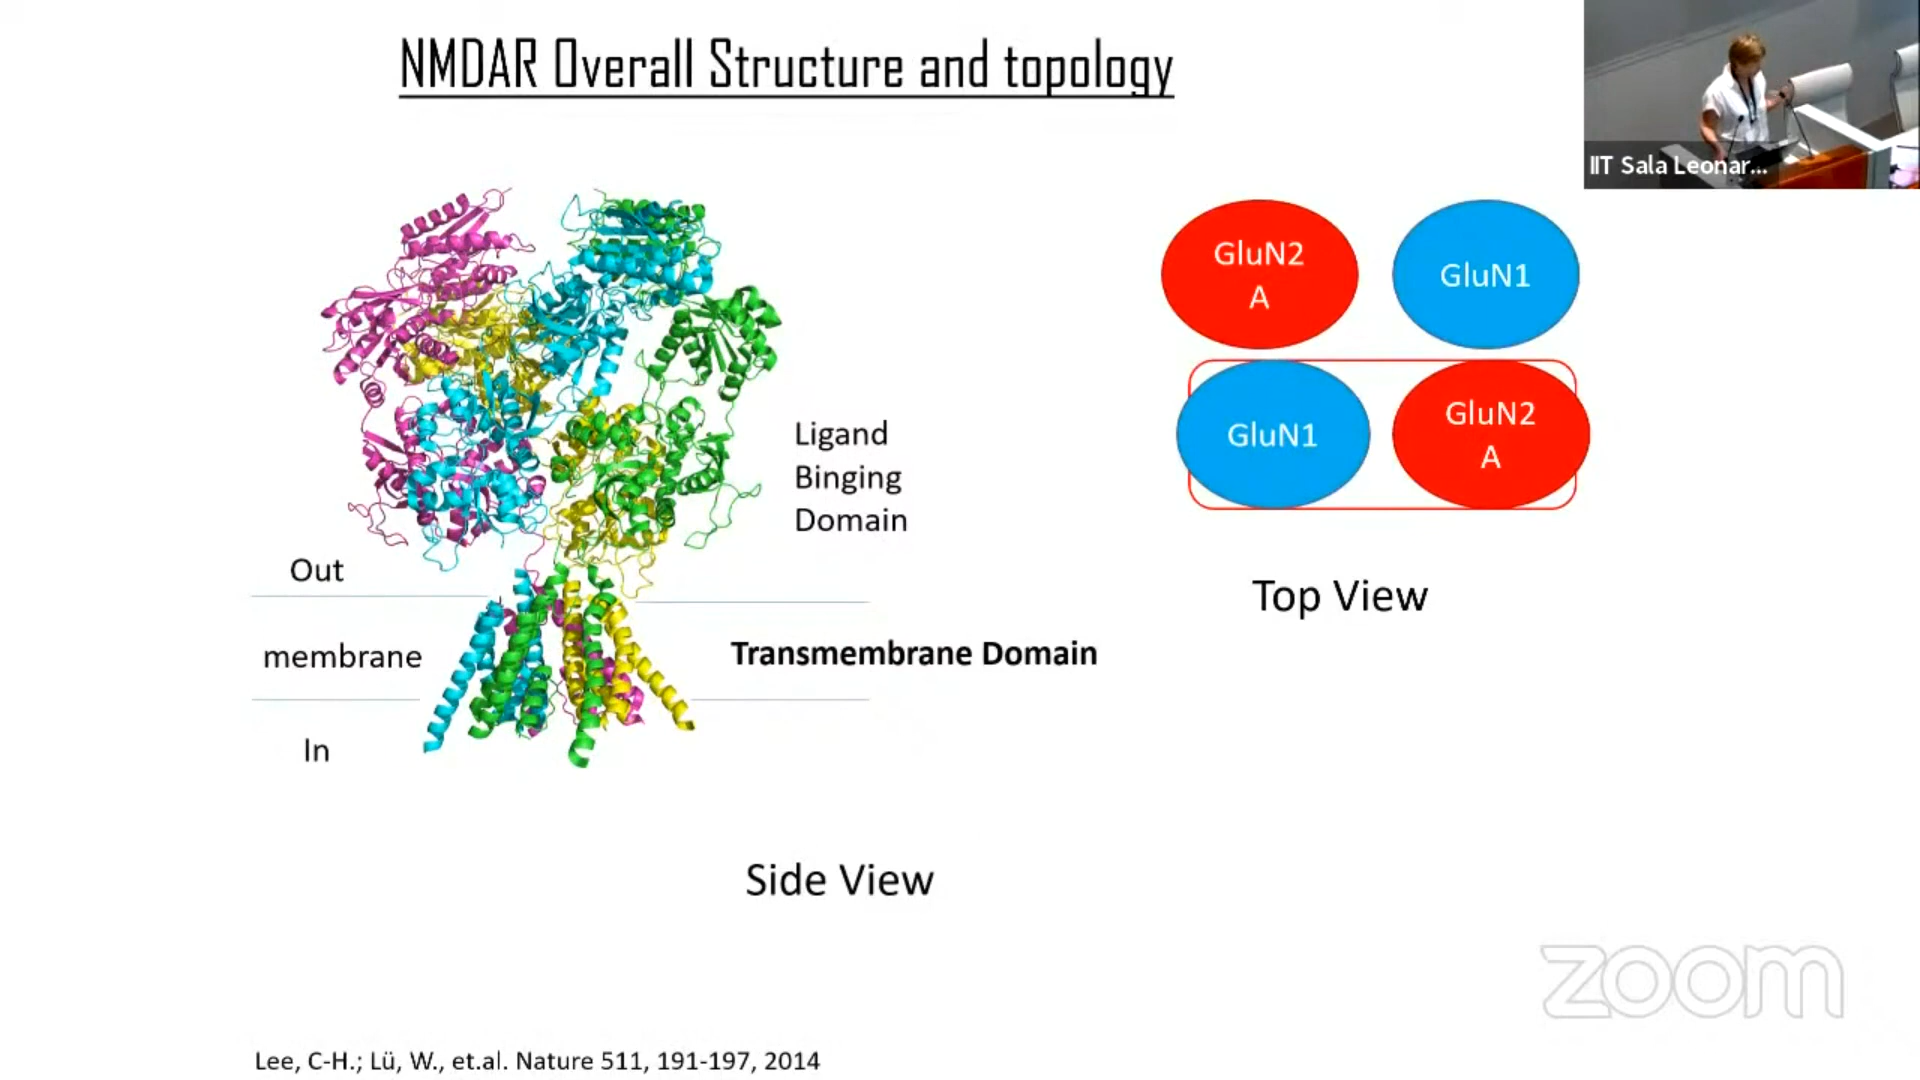 NMDAR Overall Structure and topology
IIT Sala Leonar...
GluN2
A
GluN1
GluN1
GluN2
A
Ligand
Binging
Domain
Out
Top View
membrane
Transmembrane Domain
In
Side View
zoom
Lee, C-H.; Lü, W., et.al. Nature 511, 191-197, 2014